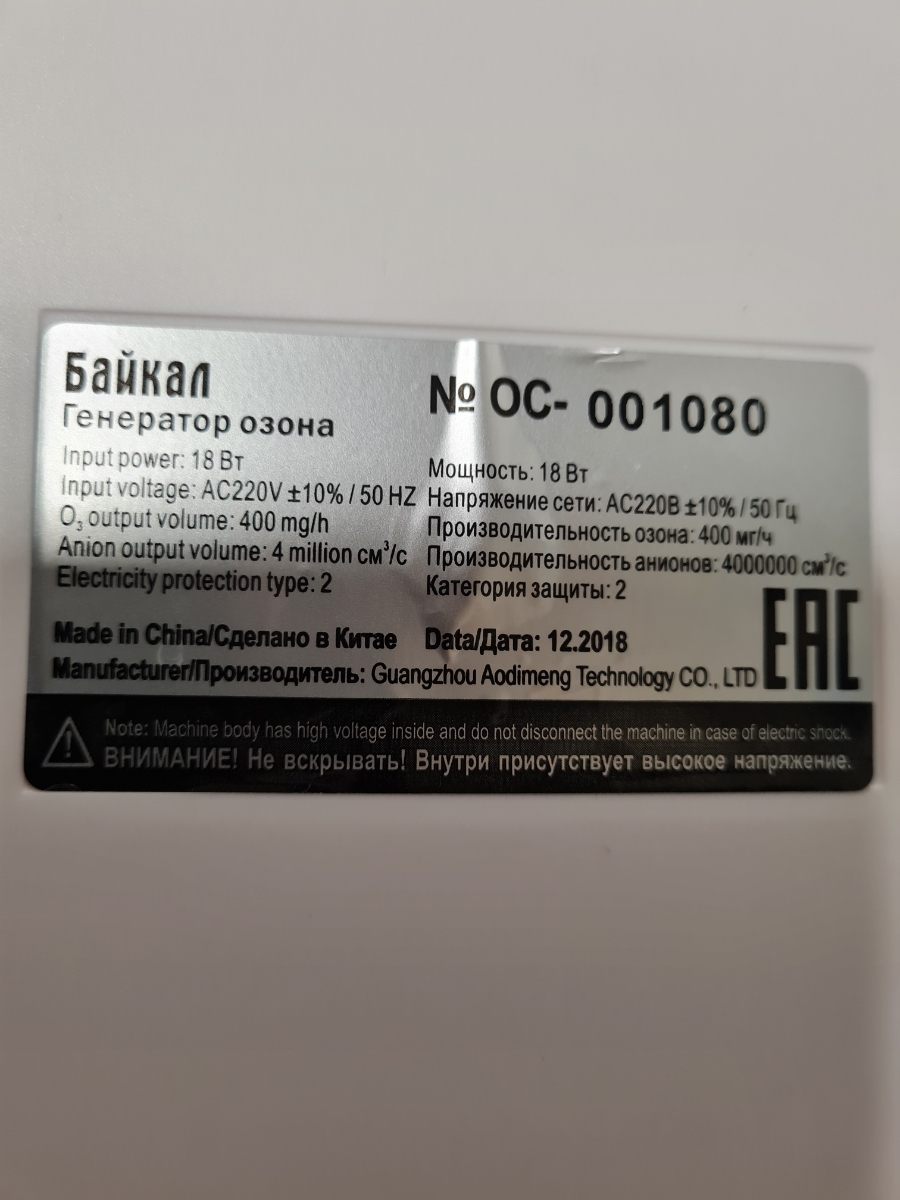 Байкал
Генератор озона
№ ОС- 001080
Input power: 18 Вт
Input voltage: AC220V ±10% / 50 HZ
O₃ output volume: 400 mg/h
Anion output volume: 4 million см³/с
Electricity protection type: 2
Мощность: 18 Вт
Напряжение сети: АС220В ±10% / 50 Гц
Производительность озона: 400 мг/ч
Производительность анионов: 4000000 см³/с
Категория защиты: 2
Made in China/Сделано в Китае Data/Дата: 12.2018
Manufacturer/Производитель: Guangzhou Aodimeng Technology CO., LTD
EAC
Note: Machine body has high voltage inside and do not disconnect the machine in case of electric shock.
ВНИМАНИЕ! Не вскрывать! Внутри присутствует высокое напряжение.